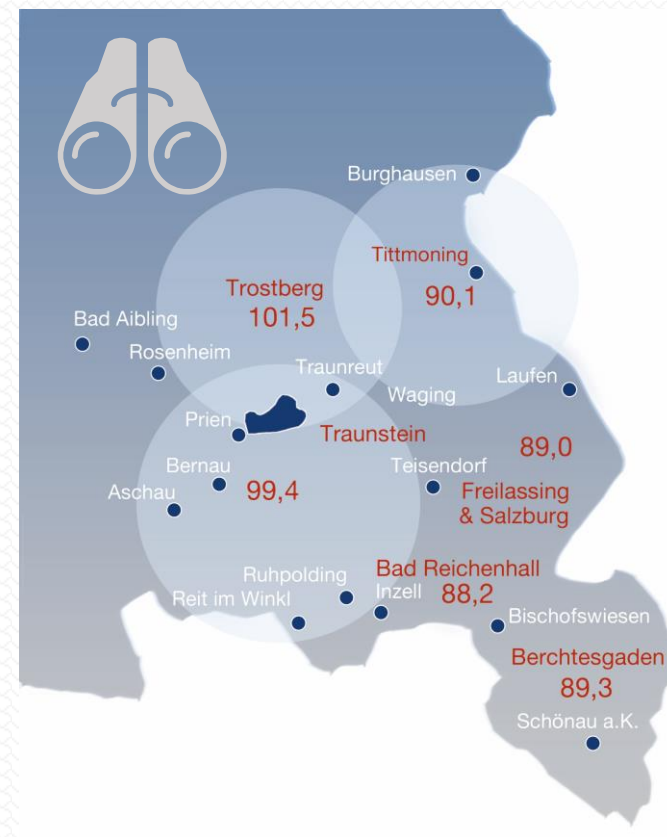 Burghausen
Tittmoning
90,1
Trostberg
101,5
Bad Aibling
Rosenheim
Traunreut
Waging
Laufen
Prien
Traunstein
89,0
Bernau
Teisendorf
Aschau
99,4
Freilassing
& Salzburg
Bad Reichenhall
88,2
Ruhpolding
Inzell
Reit im Winkl
Bischofswiesen
Berchtesgaden
89,3
Schönau a.K.